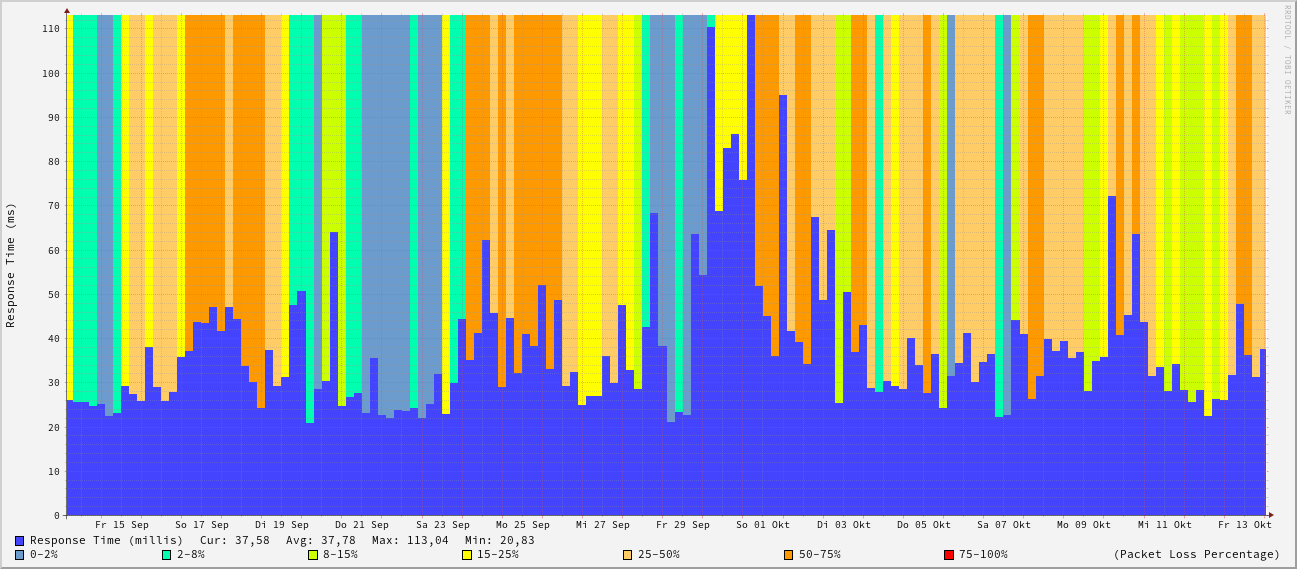 RRDTOOL / TOBI OETIKER
Response Time (ms)
110
100
90
80
70
60
50
40
30
20
10
0
Fr 15 Sep So 17 Sep Di 19 Sep Do 21 Sep Sa 23 Sep Mo 25 Sep Mi 27 Sep Fr 29 Sep So 01 Okt Di 03 Okt Do 05 Okt Sa 07 Okt Mo 09 Okt Mi 11 Okt Fr 13 Okt
Response Time (millis) Cur: 37,58 Avg: 37,78 Max: 113,04 Min: 20,83
0-2% 2-8% 8-15% 15-25% 25-50% 50-75% 75-100% (Packet Loss Percentage)